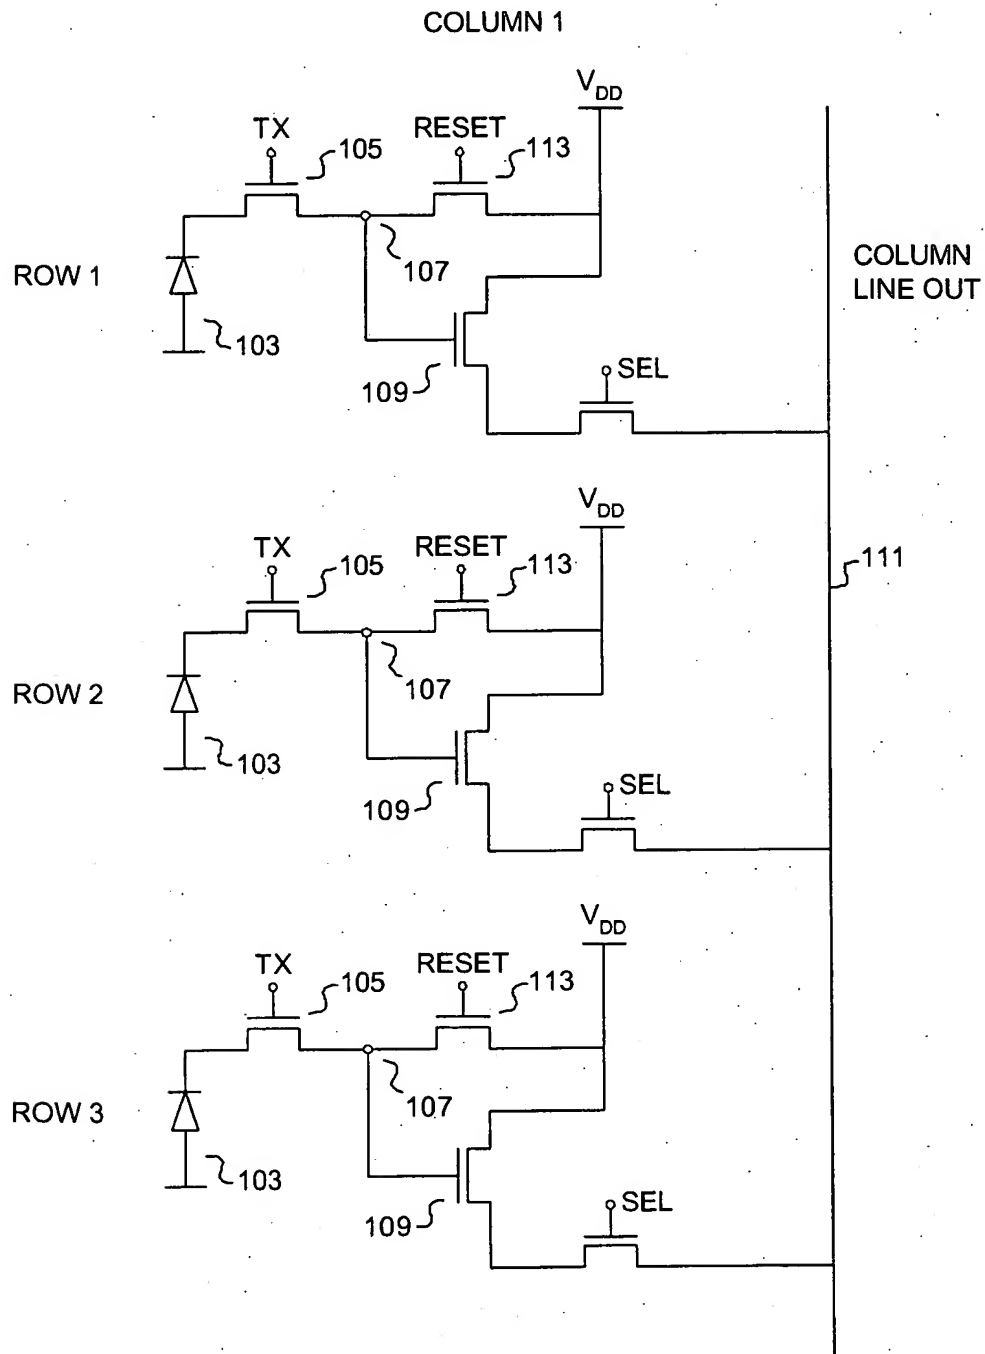 COLUMN 1
VDD
TX
105
RESET
113
107
ROW 1
103
109
SEL
COLUMN
LINE OUT
VDD
TX
105
RESET
113
111
107
ROW 2
103
109
SEL
VDD
TX
105
RESET
113
107
ROW 3
103
109
SEL